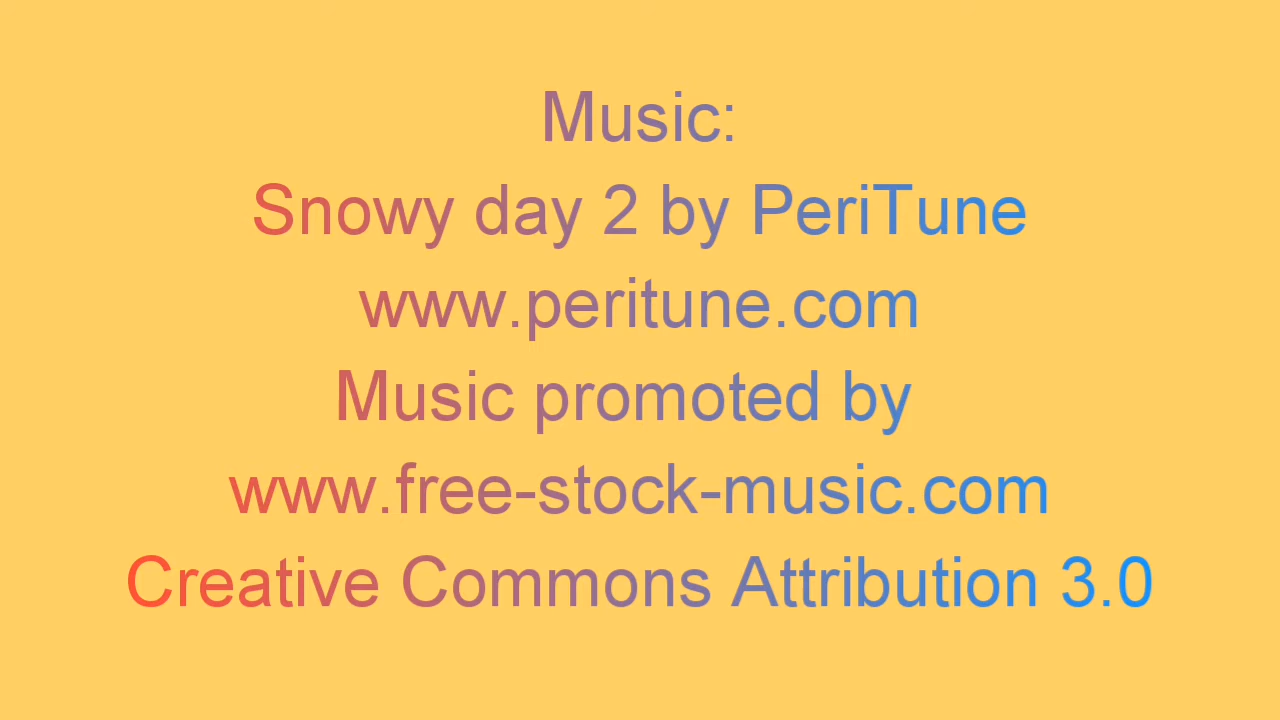 Music:
Snowy day 2 by PeriTune
www.peritune.com
Music promoted by
www.free-stock-music.com
Creative Commons Attribution 3.0